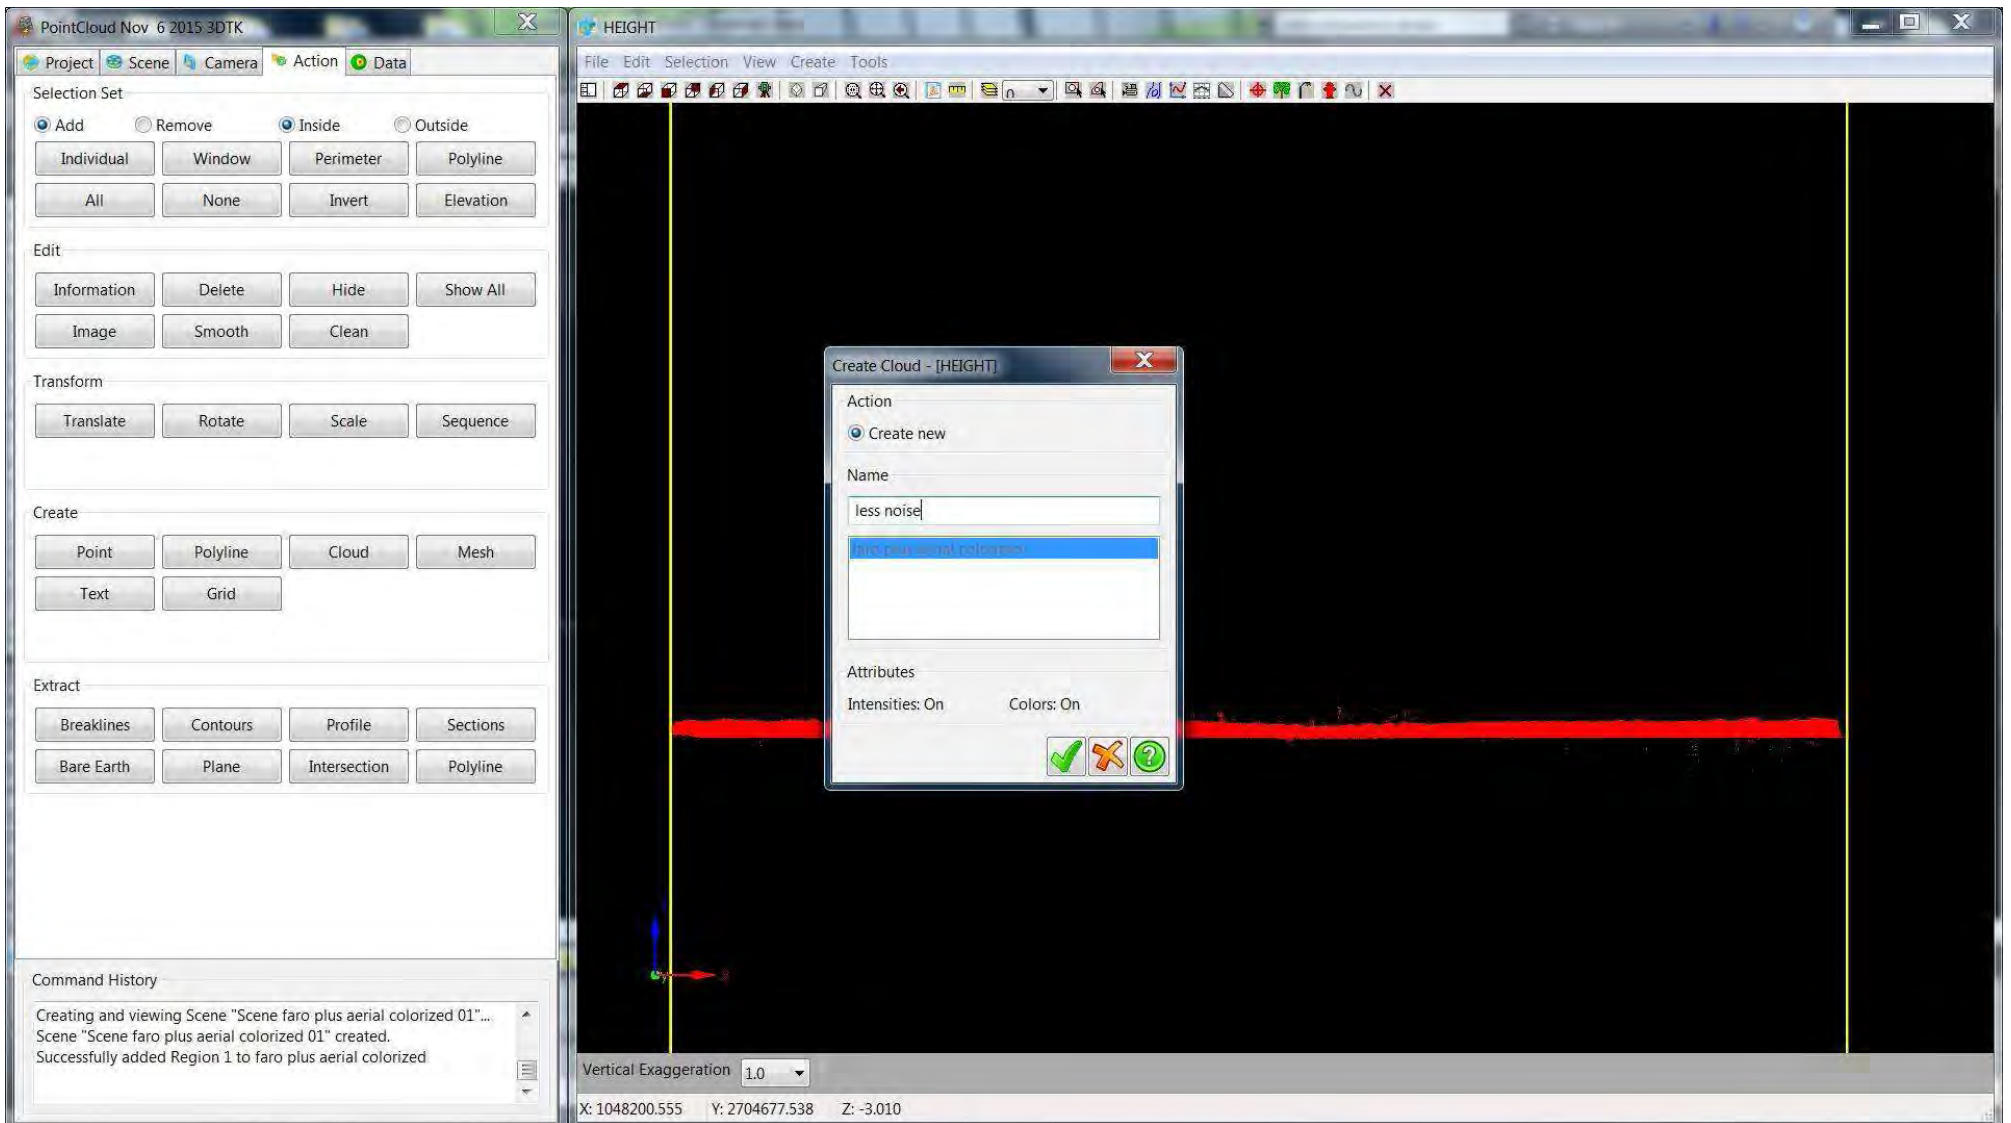 PointCloud Nov 6 2015 3DTK
Project Scene Camera Action Data
Selection Set
Add Remove Inside Outside
Individual Window Perimeter Polyline
All None Invert Elevation
Edit
Information Delete Hide Show All
Image Smooth Clean
Transform
Translate Rotate Scale Sequence
Create
Point Polyline Cloud Mesh
Text Grid
Extract
Breaklines Contours Profile Sections
Bare Earth Plane Intersection Polyline
Command History
Creating and viewing Scene "Scene faro plus aerial colorized 01"...
Scene "Scene faro plus aerial colorized 01" created.
Successfully added Region 1 to faro plus aerial colorized
HEIGHT
File Edit Selection View Create Tools
Create Cloud - [HEIGHT]
Action
Create new
Name
less noise
faro plus aerial colorized
Attributes
Intensities: On Colors: On
Vertical Exaggeration 1.0
X: 1048200.555 Y: 2704677.538 Z: -3.010